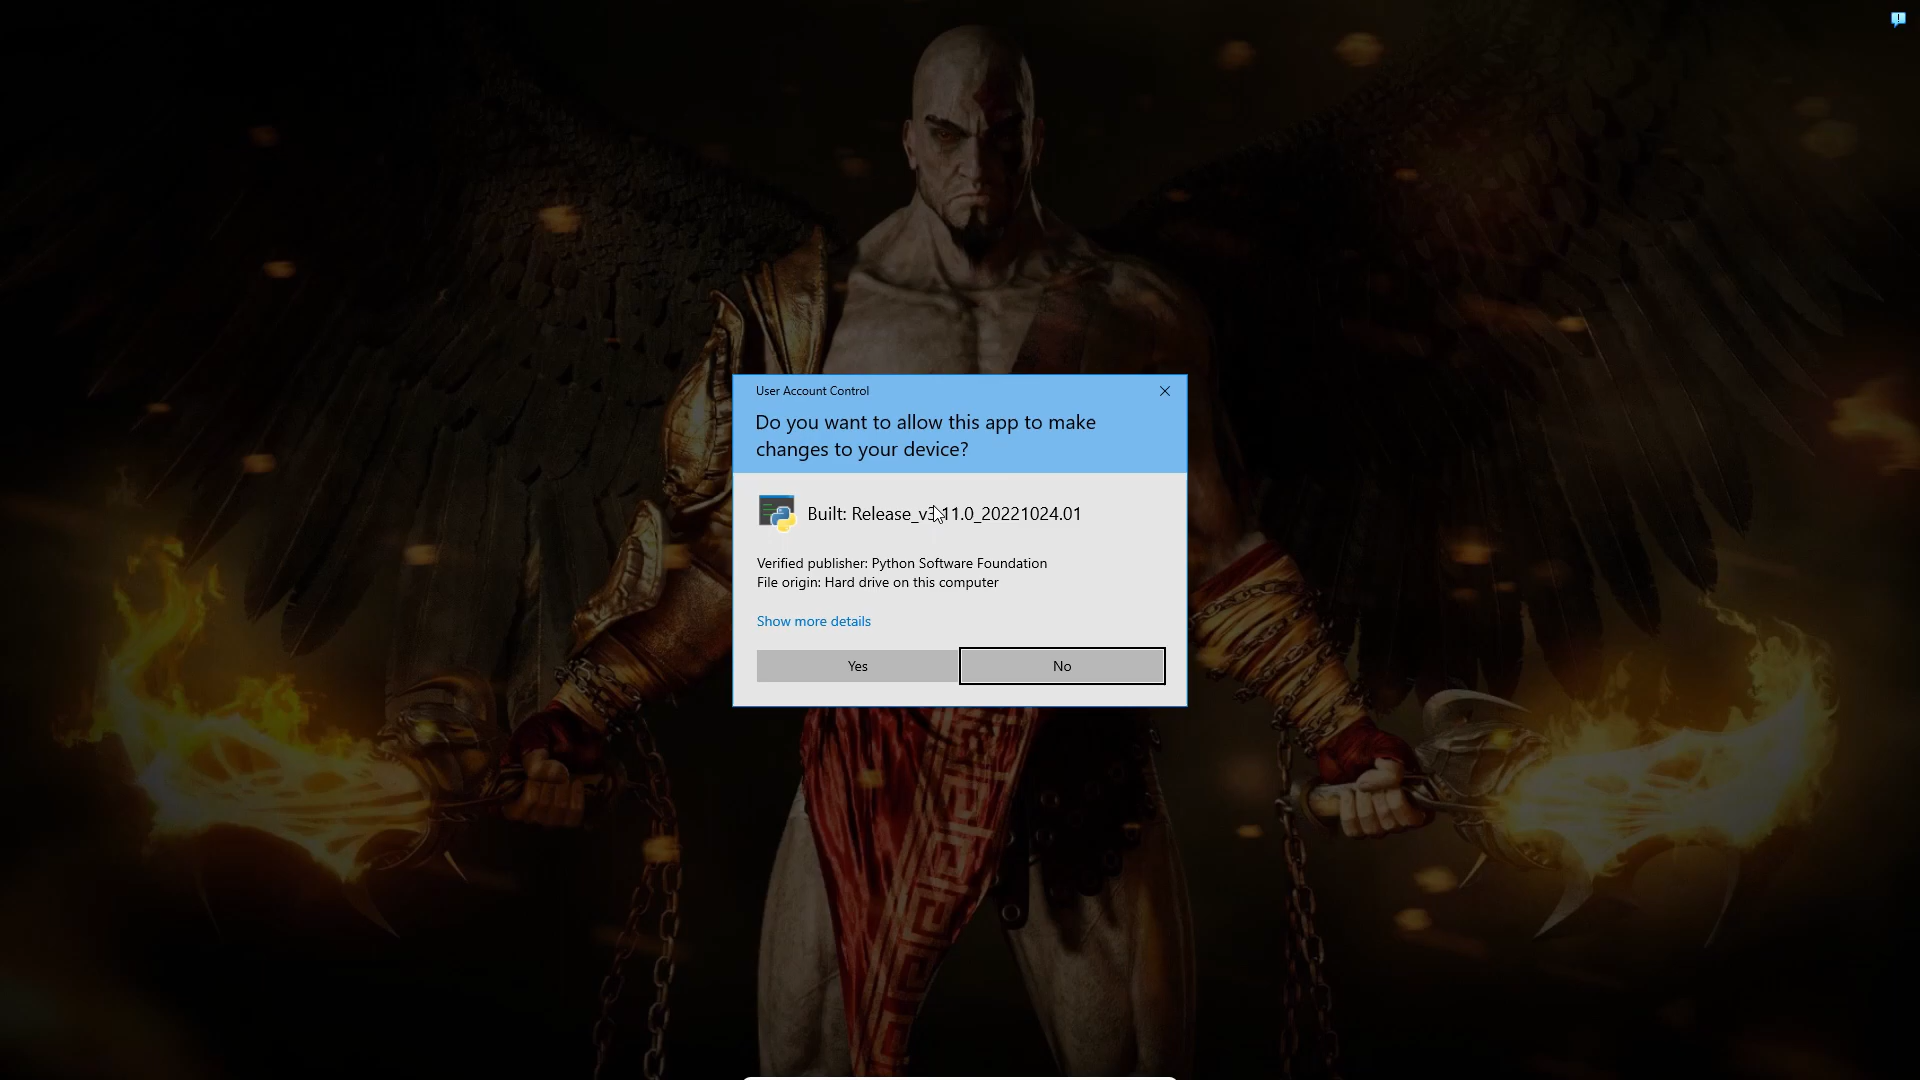 User Account Control
Do you want to allow this app to make
changes to your device?
Built: Release_v3.11.0_20221024.01
Verified publisher: Python Software Foundation
File origin: Hard drive on this computer
Show more details
Yes
No